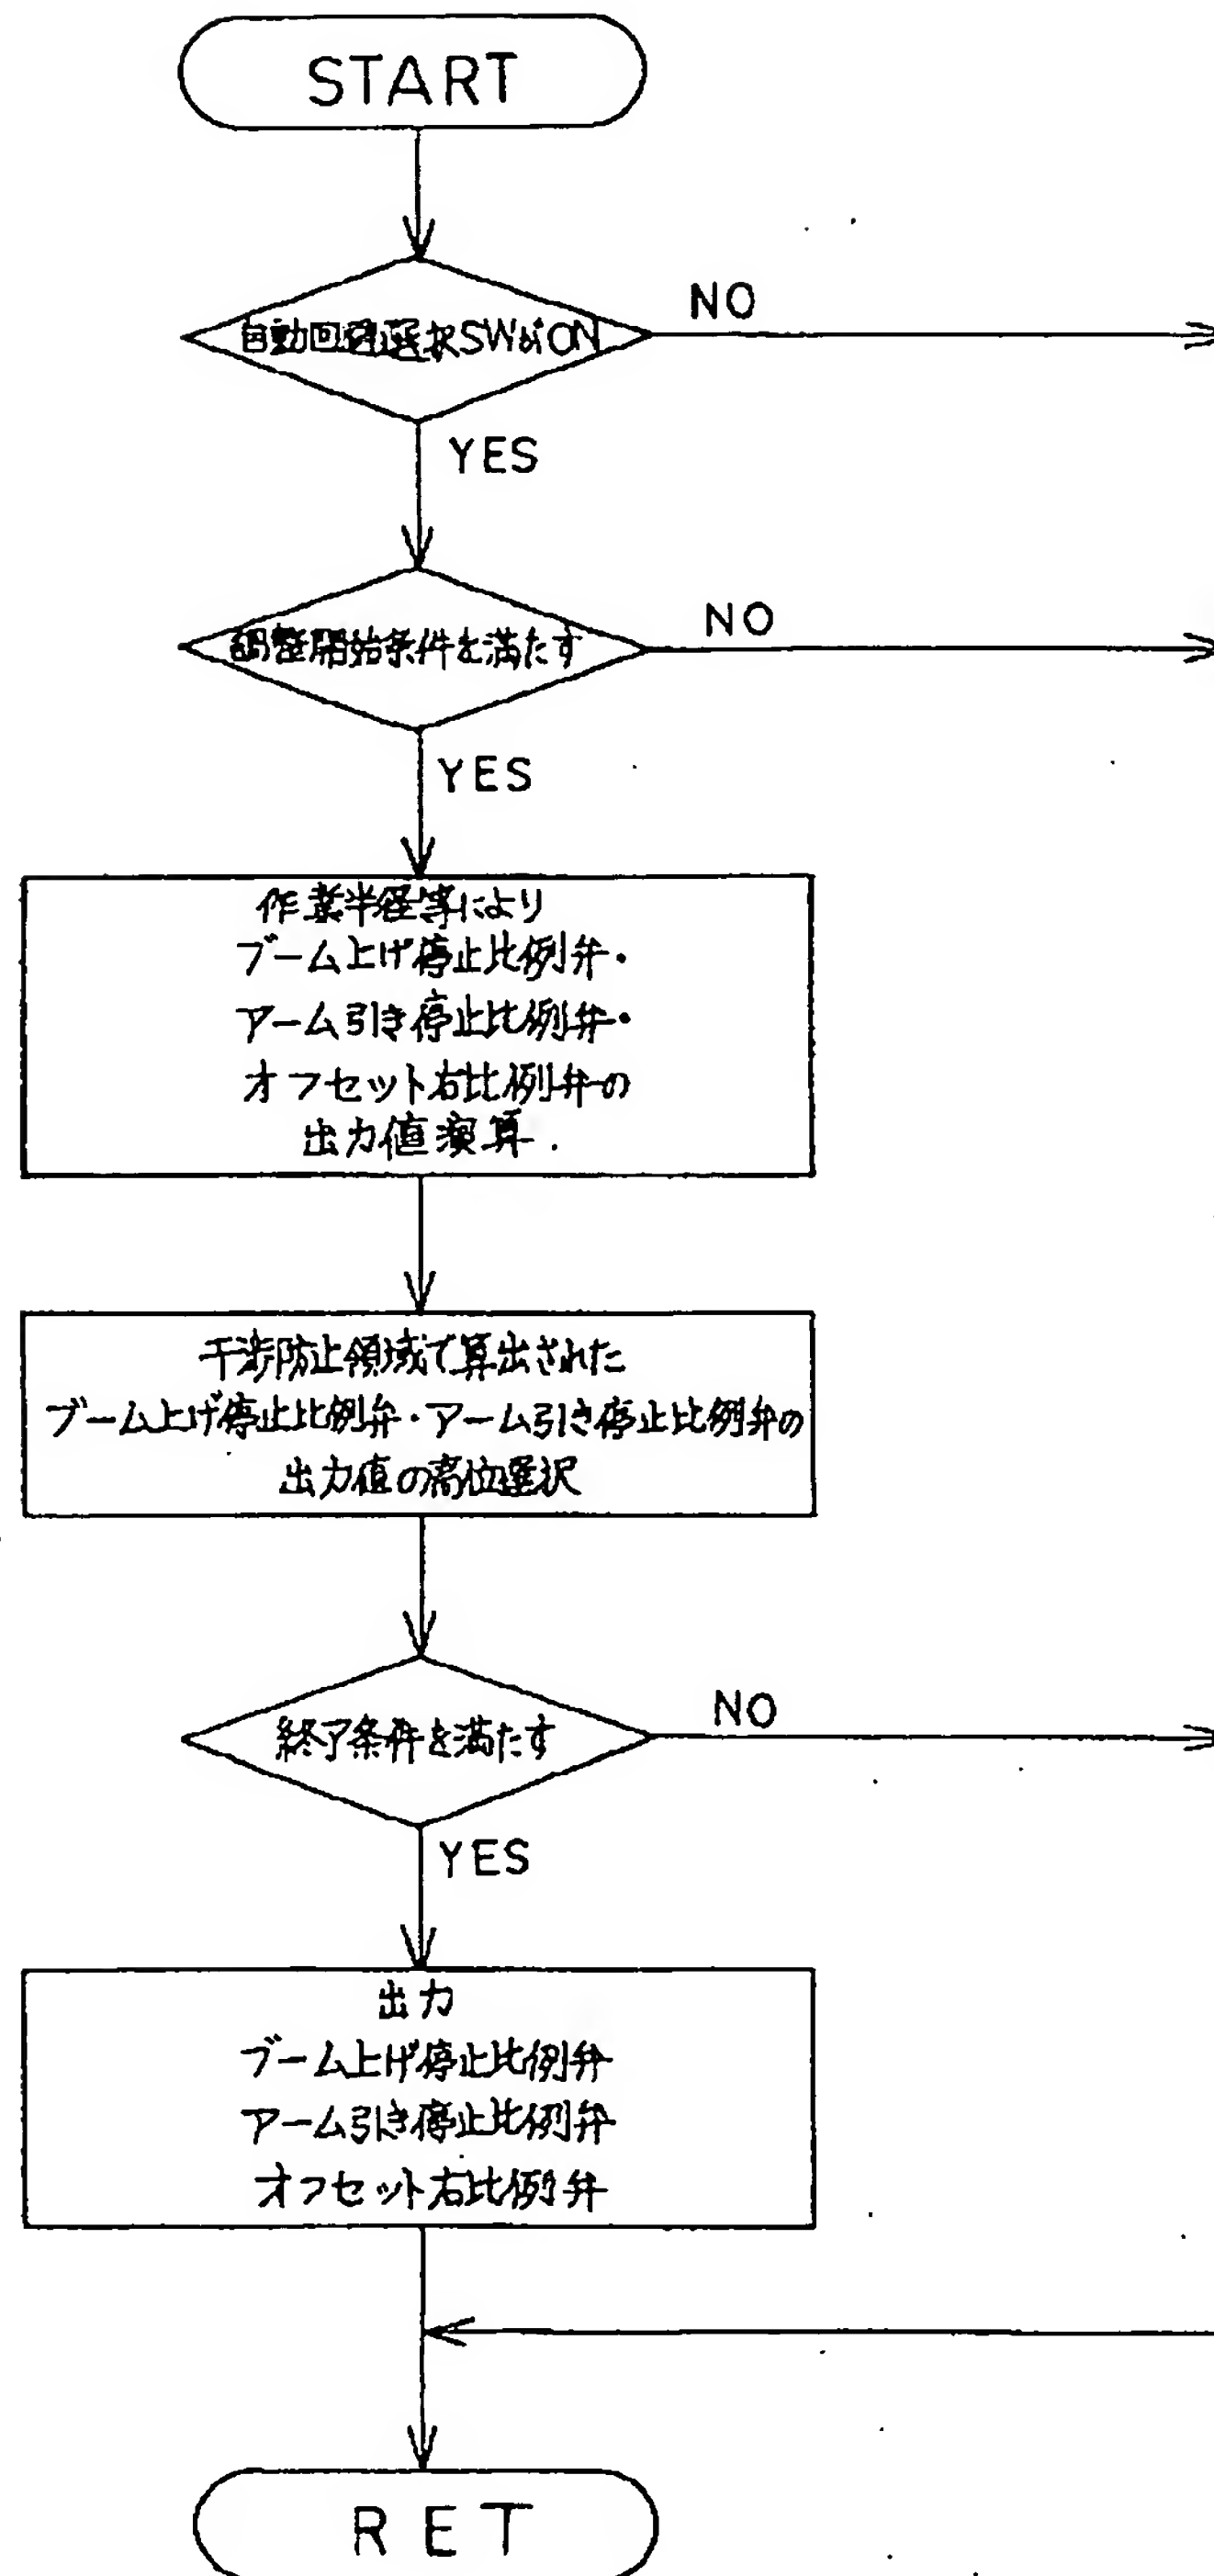 START
自動回避選択SWがON
NO
YES
調整開始条件を満たす
NO
YES
作業半径等により
ブーム上げ停止比例弁・
アーム引き停止比例弁・
オフセット右比例弁の
出力値演算.
干渉防止領域で算出された
ブーム上げ停止比例弁・アーム引き停止比例弁の
出力値の高位選択
終了条件を満たす
NO
YES
出力
ブーム上げ停止比例弁
アーム引き停止比例弁
オフセット右比例弁
RET